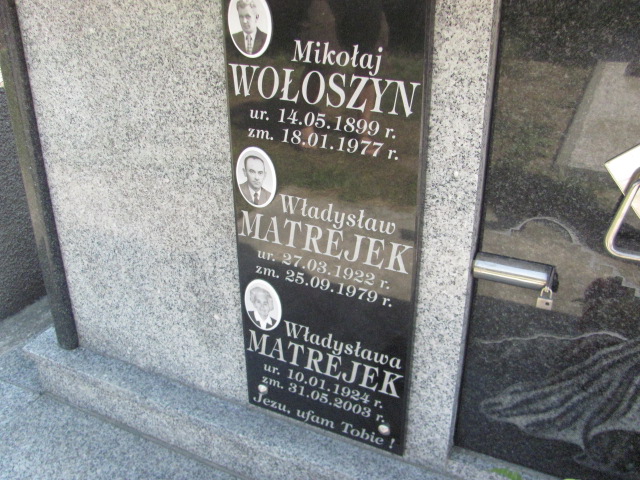 Mikołaj
WOŁOSZYN
ur. 14.05.1899 r.
zm. 18.01.1977 r.
Władysław
MATREJEK
ur. 27.03.1922 r.
zm. 25.09.1979 r.
Władysława
MATREJEK
ur. 10.01.1924 r.
zm. 31.05.2003 r.
Jezu, ufam Tobie !